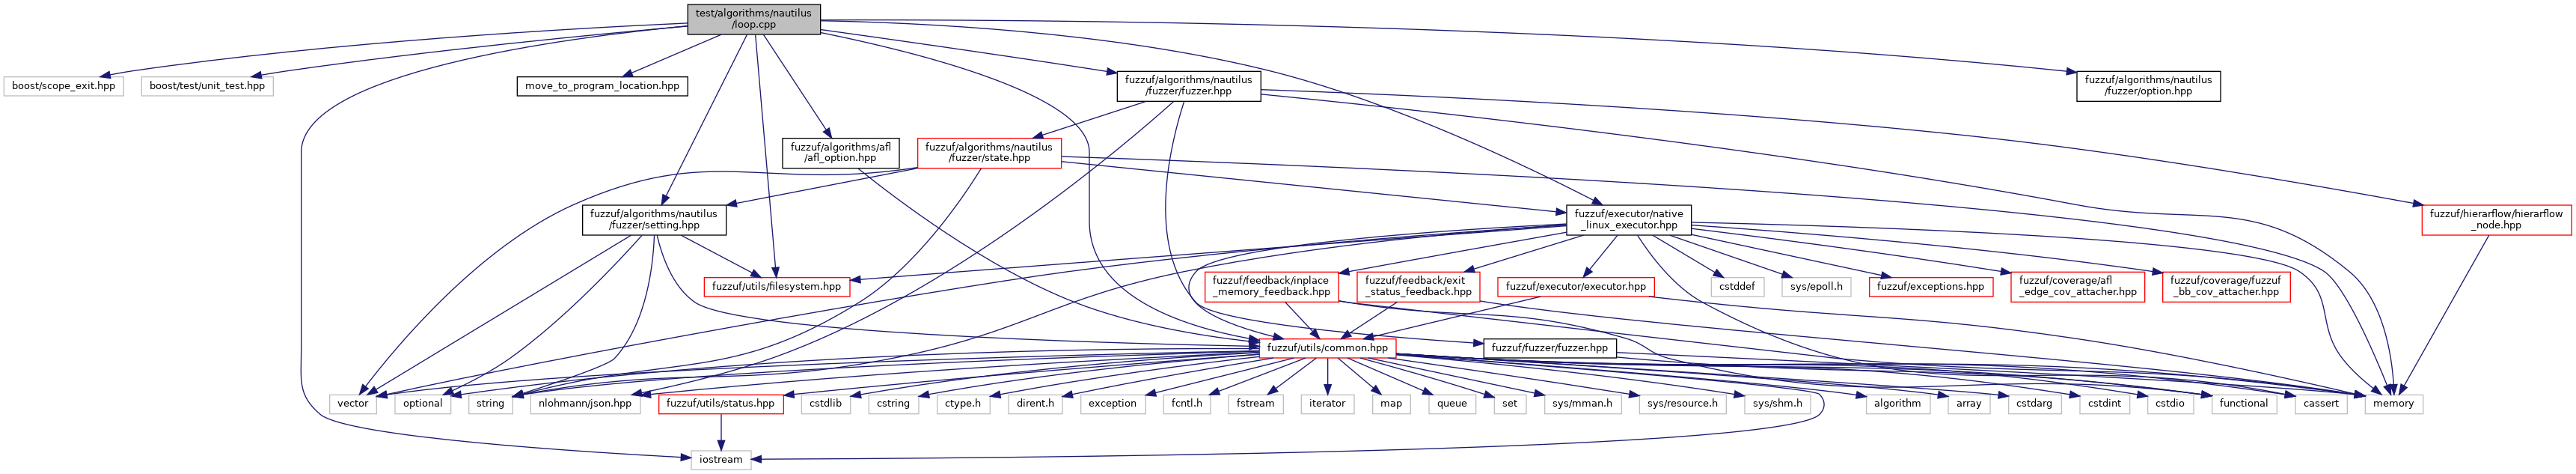 test/algorithms/nautilus
/loop.cpp
boost/scope_exit.hpp
boost/test/unit_test.hpp
move_to_program_location.hpp
fuzzuf/algorithms/nautilus
/fuzzer/fuzzer.hpp
fuzzuf/algorithms/nautilus
/fuzzer/option.hpp
fuzzuf/algorithms/afl
/afl_option.hpp
fuzzuf/algorithms/nautilus
/fuzzer/state.hpp
fuzzuf/algorithms/nautilus
/fuzzer/setting.hpp
fuzzuf/executor/native
_linux_executor.hpp
fuzzuf/hierarflow/hierarflow
_node.hpp
fuzzuf/utils/filesystem.hpp
fuzzuf/feedback/inplace
_memory_feedback.hpp
fuzzuf/feedback/exit
_status_feedback.hpp
fuzzuf/executor/executor.hpp
cstddef
sys/epoll.h
fuzzuf/exceptions.hpp
fuzzuf/coverage/afl
_edge_cov_attacher.hpp
fuzzuf/coverage/fuzzuf
_bb_cov_attacher.hpp
fuzzuf/utils/common.hpp
fuzzuf/fuzzer/fuzzer.hpp
vector
optional
string
nlohmann/json.hpp
fuzzuf/utils/status.hpp
cstdlib
cstring
ctype.h
dirent.h
exception
fcntl.h
fstream
iterator
map
queue
set
sys/mman.h
sys/resource.h
sys/shm.h
algorithm
array
cstdarg
cstdint
cstdio
functional
cassert
memory
iostream